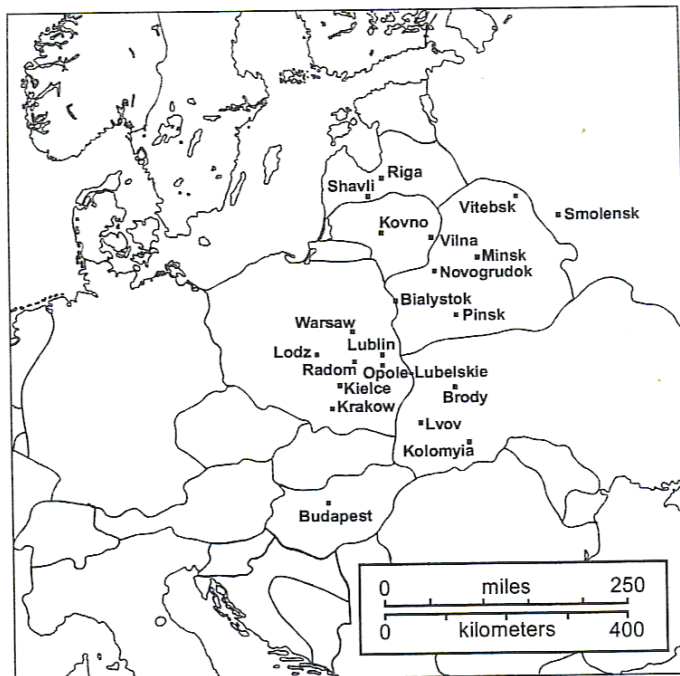 Riga
Shavli
Vitebsk
Smolensk
Kovno
Vilna
Minsk
Novogrudok
Bialystok
Pinsk
Warsaw
Lodz
Lublin
Radom
Opole-Lubelskie
Kielce
Brody
Krakow
Lvov
Kolomyia
Budapest
0 miles 250
0 kilometers 400